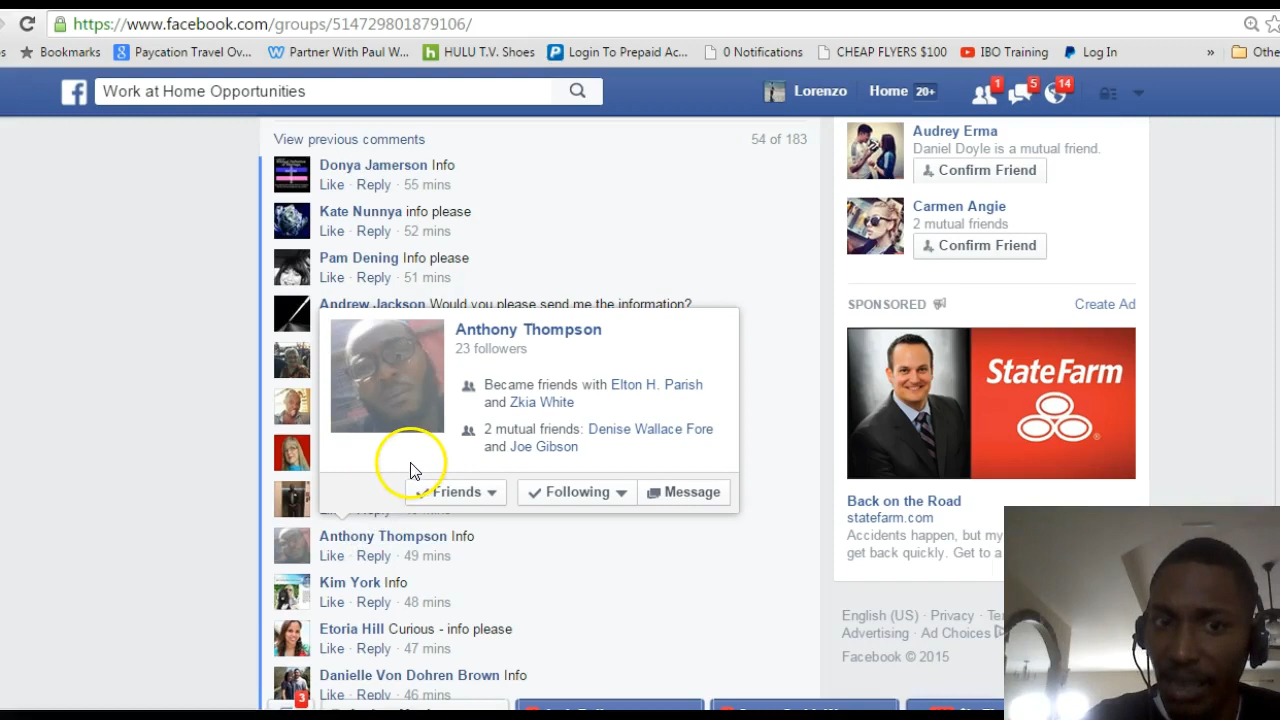 https://www.facebook.com/groups/514729801879106/
Bookmarks
Paycation Travel Ov...
Partner With Paul W...
HULU T.V. Shoes
Login To Prepaid Ac...
0 Notifications
CHEAP FLYERS $100
IBO Training
Log In
»
Othe
Work at Home Opportunities
Lorenzo
Home 20+
1
5
14
View previous comments
54 of 183
Donya Jamerson Info
Like · Reply · 55 mins
Kate Nunnya info please
Like · Reply · 52 mins
Pam Dening Info please
Like · Reply · 51 mins
Andrew Jackson Would you please send me the information?
Anthony Thompson
23 followers
Became friends with Elton H. Parish
and Zkia White
2 mutual friends: Denise Wallace Fore
and Joe Gibson
Friends
Following
Message
Anthony Thompson Info
Like · Reply · 49 mins
Kim York Info
Like · Reply · 48 mins
Etoria Hill Curious - info please
Like · Reply · 47 mins
Danielle Von Dohren Brown Info
Like · Reply · 46 mins
3
Audrey Erma
Daniel Doyle is a mutual friend.
Confirm Friend
Carmen Angie
2 mutual friends
Confirm Friend
SPONSORED
Create Ad
StateFarm
Back on the Road
statefarm.com
Accidents happen, but my
get back quickly. Get to a
English (US) · Privacy · Te
Advertising · Ad Choices
Facebook © 2015